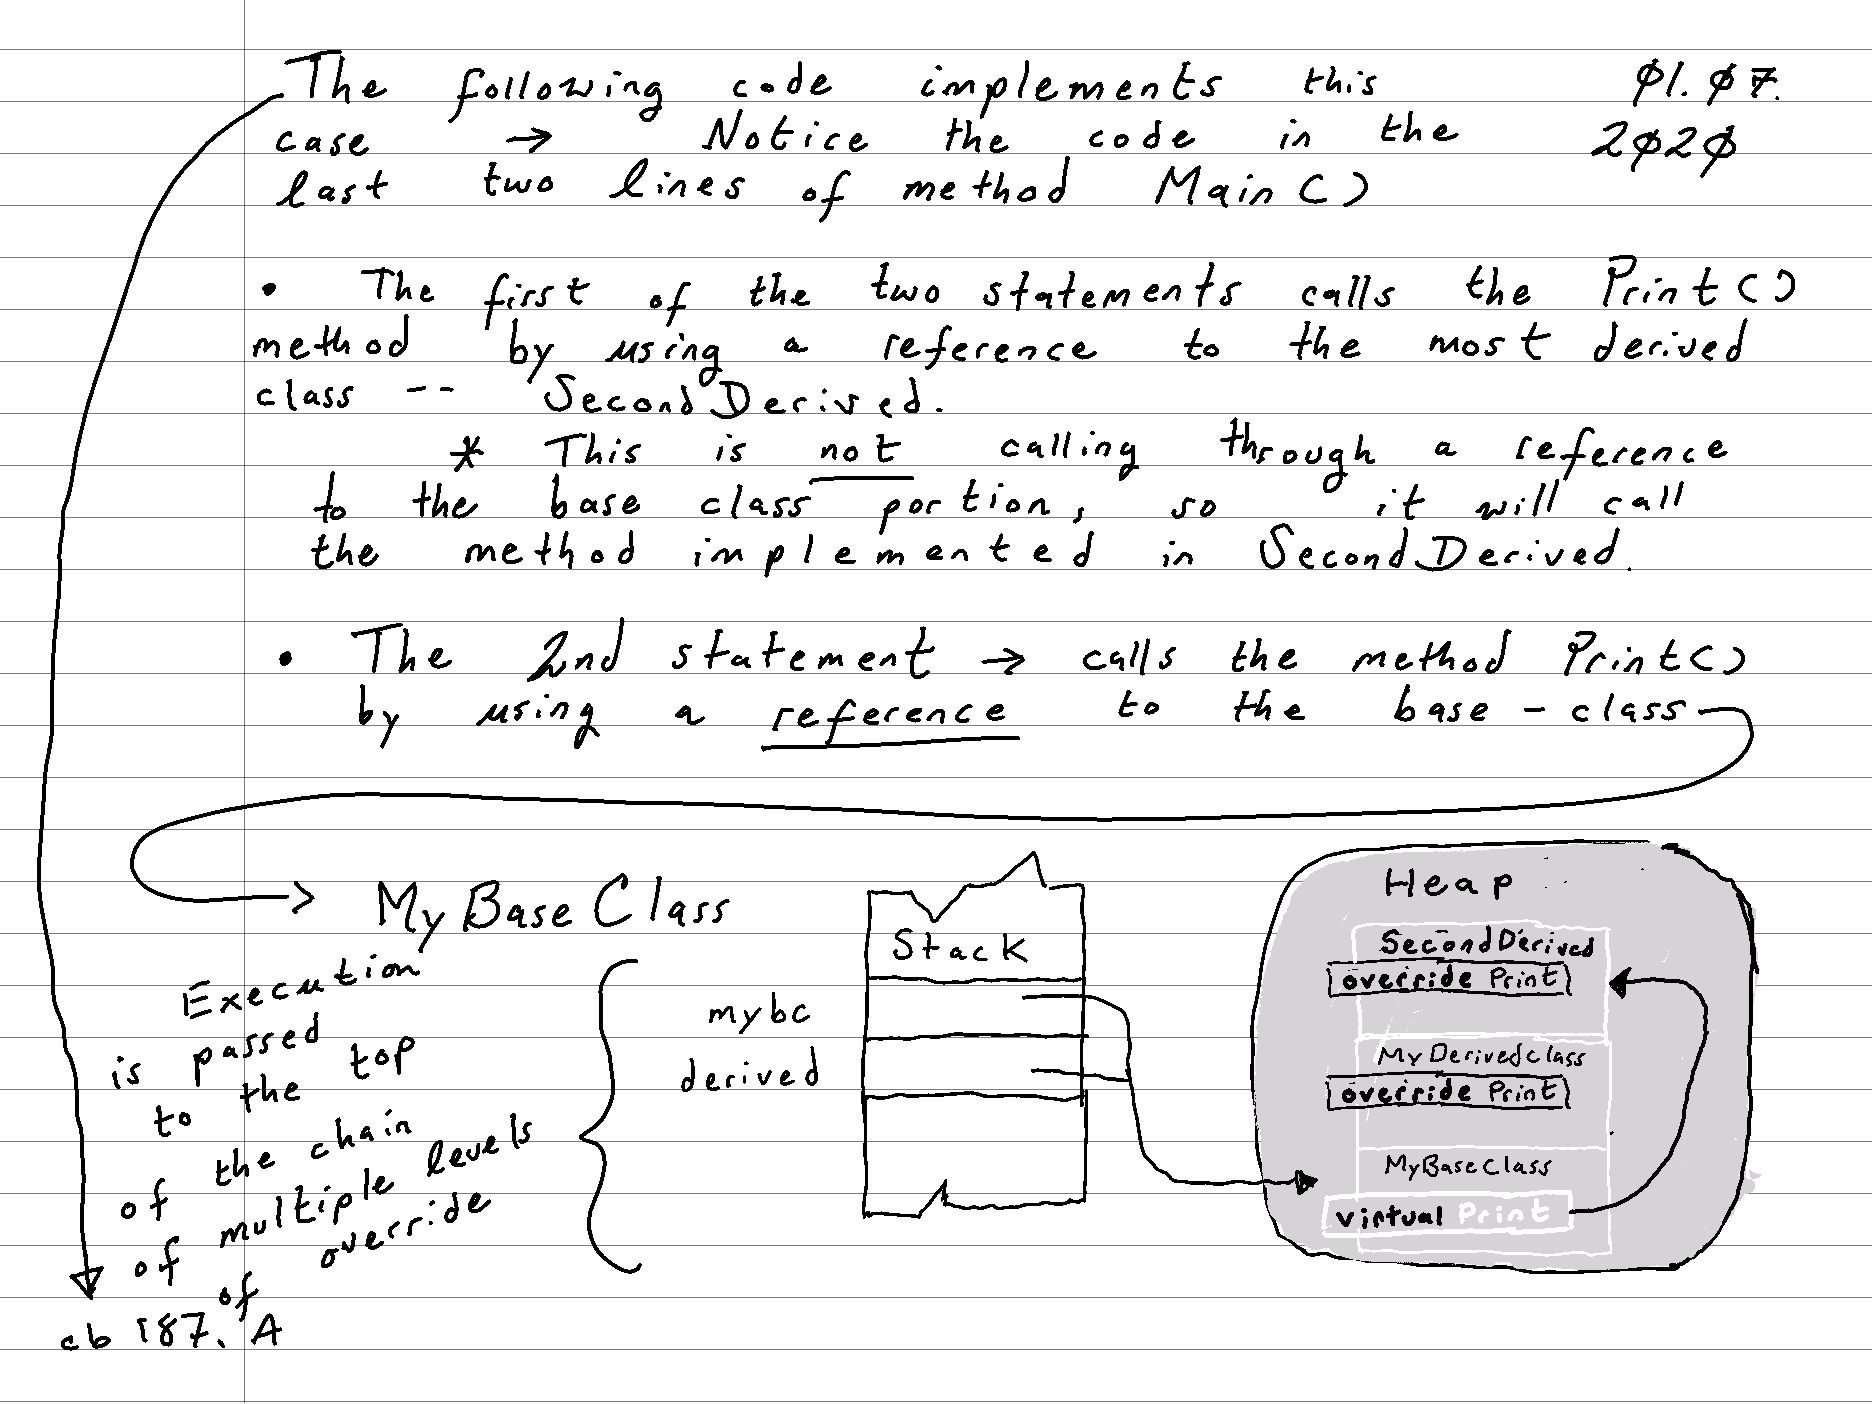 The following code implements this
case → Notice the code in the
last two lines of method Main()
Ø1.Ø7.
2Ø2Ø
• The first of the two statements calls the Print()
method by using a reference to the most derived
class -- SecondDerived.
* This is not calling through a reference
to the base class portion, so it will call
the method implemented in SecondDerived.
• The 2nd statement → calls the method Print()
by using a reference to the base-class
MyBaseClass
Execution
is passed
to the top
of the chain
of multiple levels
of override
cb 187.A
mybc
derived
Stack
Heap
SecondDerived
override Print
MyDerivedclass
override Print
MyBaseClass
virtual Print